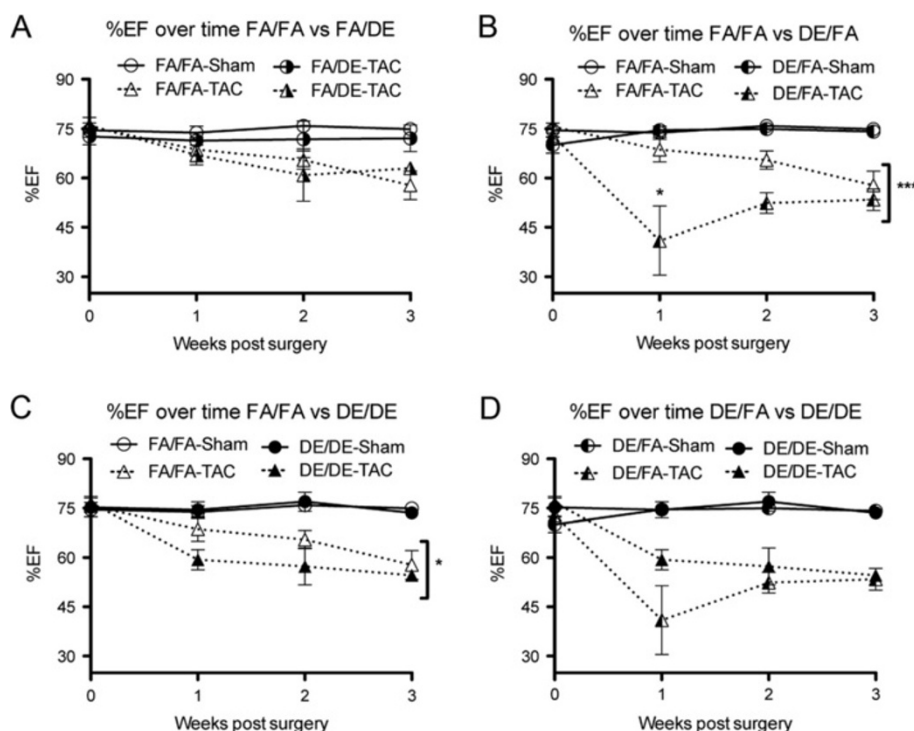 A
%EF over time FA/FA vs FA/DE
FA/FA-Sham FA/DE-Sham
FA/FA-TAC FA/DE-TAC
90
75
60
45
30
%EF
0 1 2 3
Weeks post surgery
B
%EF over time FA/FA vs DE/FA
FA/FA-Sham DE/FA-Sham
FA/FA-TAC DE/FA-TAC
90
75
60
45
30
%EF
*
***
0 1 2 3
Weeks post surgery
C
%EF over time FA/FA vs DE/DE
FA/FA-Sham DE/DE-Sham
FA/FA-TAC DE/DE-TAC
90
75
60
45
30
%EF
*
0 1 2 3
Weeks post surgery
D
%EF over time DE/FA vs DE/DE
DE/FA-Sham DE/DE-Sham
DE/FA-TAC DE/DE-TAC
90
75
60
45
30
%EF
0 1 2 3
Weeks post surgery